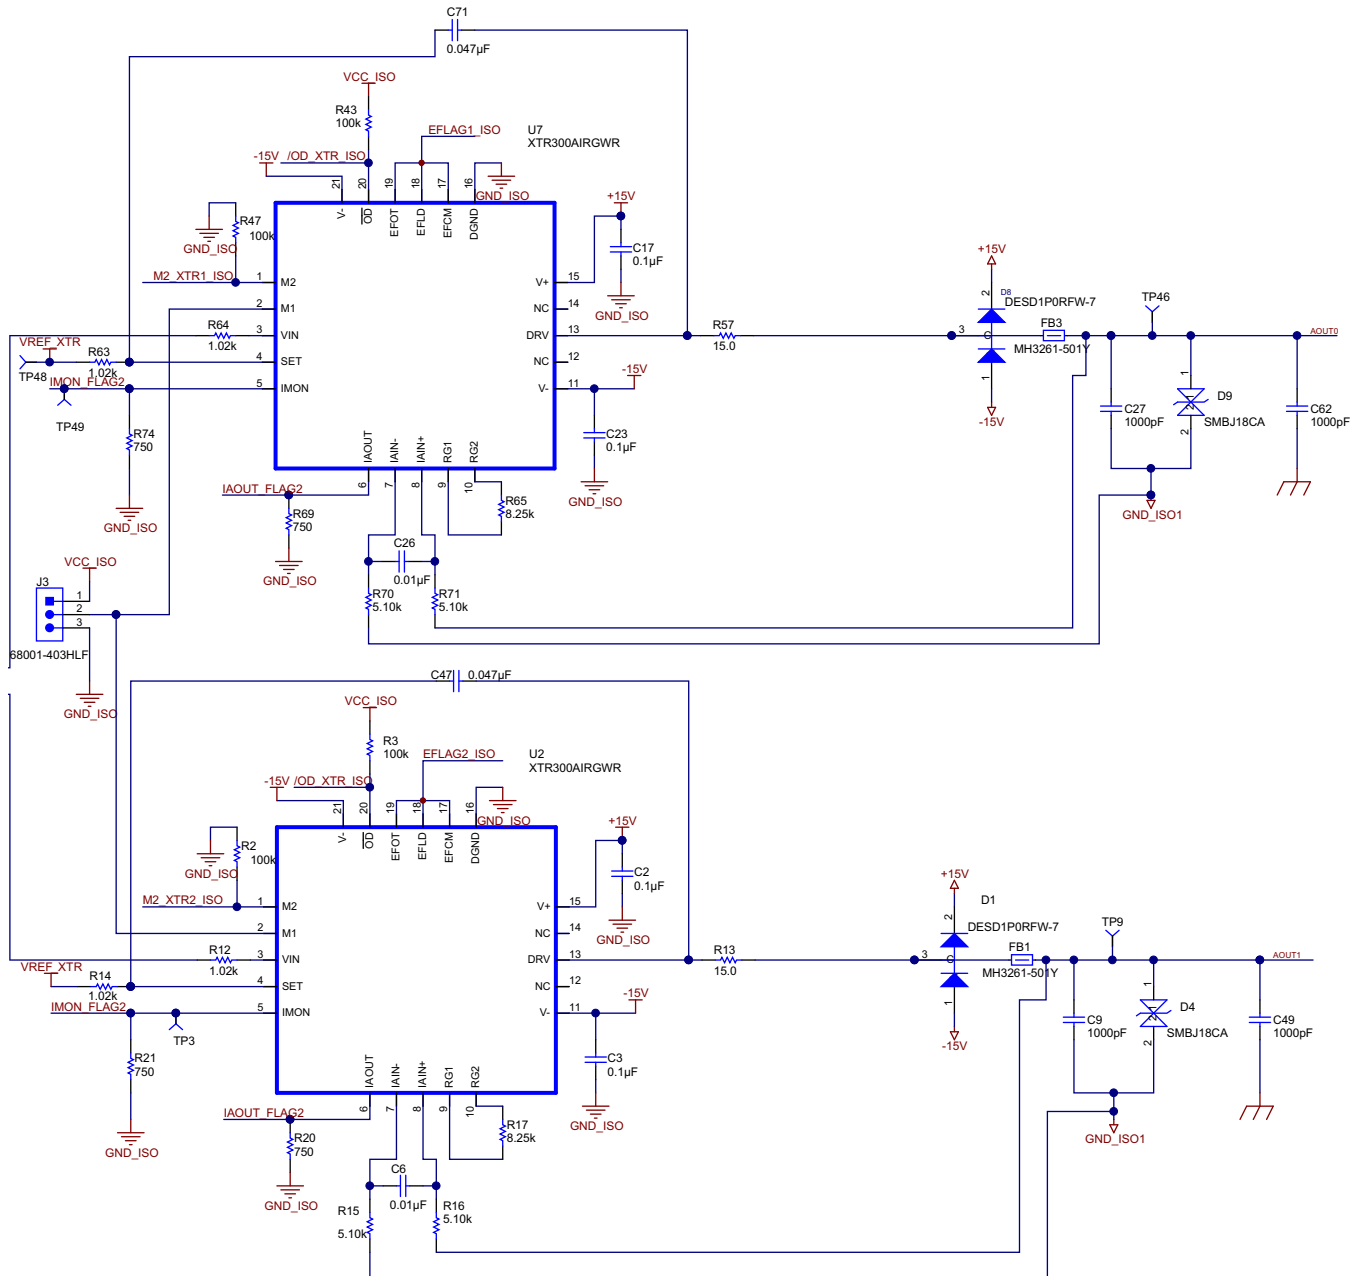 C71
0.047µF
VCC_ISO
R43
100k
EFLAG1_ISO
U7
XTR300AIRGWR
-15V
/OD_XTR_ISO
21
20
19
18
17
16
GND_ISO
V-
OD
EFOT
EFLD
EFCM
DGND
R47
100k
GND_ISO
M2_XTR1_ISO
1
M2
2
M1
R64
1.02k
3
VIN
VREF_XTR
R63
1.02k
4
SET
TP48
IMON_FLAG2
5
IMON
TP49
R74
750
GND_ISO
+15V
C17
0.1µF
GND_ISO
V+
15
NC
14
DRV
13
NC
12
V-
11
-15V
C23
0.1µF
GND_ISO
R57
15.0
+15V
2
D8
DESD1P0RFW-7
3
C
1
-15V
FB3
MH3261-501Y
TP46
AOUT0
C27
1000pF
1
2
D9
SMBJ18CA
C62
1000pF
GND_ISO1
IAOUT
IAIN-
IAIN+
RG1
RG2
6
7
8
9
10
IAOUT_FLAG2
R69
750
GND_ISO
R65
8.25k
C26
0.01µF
R70
5.10k
R71
5.10k
VCC_ISO
J3
1
2
3
68001-403HLF
GND_ISO
C47
0.047µF
VCC_ISO
R3
100k
EFLAG2_ISO
U2
XTR300AIRGWR
-15V
/OD_XTR_ISO
21
20
19
18
17
16
GND_ISO
V-
OD
EFOT
EFLD
EFCM
DGND
R2
100k
GND_ISO
M2_XTR2_ISO
1
M2
2
M1
R12
1.02k
3
VIN
VREF_XTR
R14
1.02k
4
SET
IMON_FLAG2
5
IMON
TP3
R21
750
GND_ISO
+15V
C2
0.1µF
GND_ISO
V+
15
NC
14
DRV
13
NC
12
V-
11
-15V
C3
0.1µF
GND_ISO
R13
15.0
+15V
2
D1
DESD1P0RFW-7
3
C
1
-15V
FB1
MH3261-501Y
TP9
AOUT1
C9
1000pF
1
2
D4
SMBJ18CA
C49
1000pF
GND_ISO1
IAOUT
IAIN-
IAIN+
RG1
RG2
6
7
8
9
10
IAOUT_FLAG2
R20
750
GND_ISO
R17
8.25k
C6
0.01µF
R15
5.10k
R16
5.10k